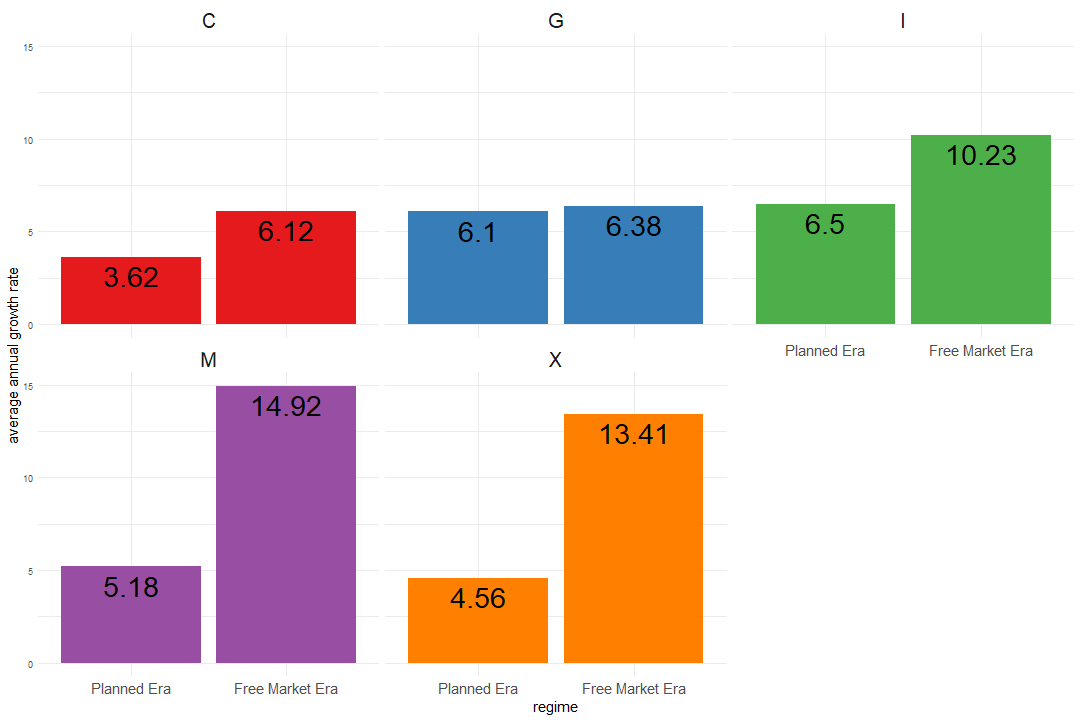 C
G
I
15
10
5
0
3.62
6.12
6.1
6.38
6.5
10.23
Planned Era
Free Market Era
M
X
15
10
5
0
5.18
14.92
4.56
13.41
Planned Era
Free Market Era
Planned Era
Free Market Era
regime
average annual growth rate